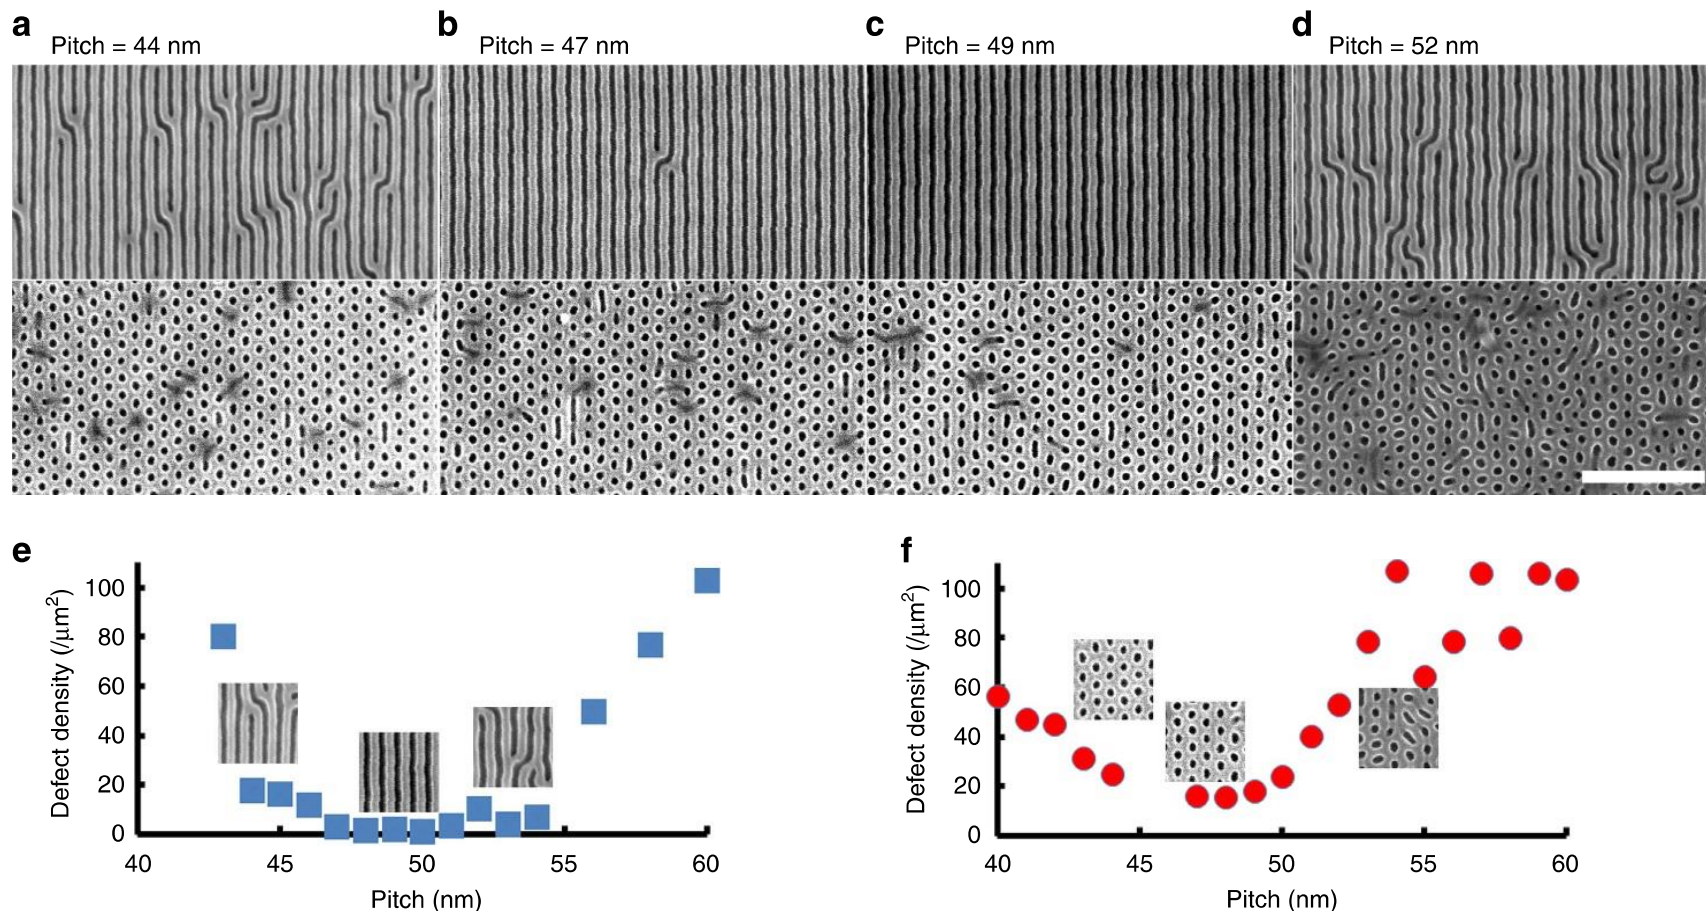 a
Pitch = 44 nm
b
Pitch = 47 nm
c
Pitch = 49 nm
d
Pitch = 52 nm
e
Defect density (/μm²)
100
80
60
40
20
0
40
45
50
55
60
Pitch (nm)
f
Defect density (/μm²)
100
80
60
40
20
0
40
45
50
55
60
Pitch (nm)